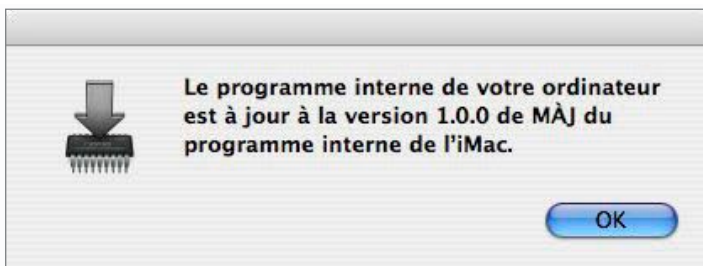 Le programme interne de votre ordinateur
est à jour à la version 1.0.0 de MÀJ du
programme interne de l’iMac.
OK